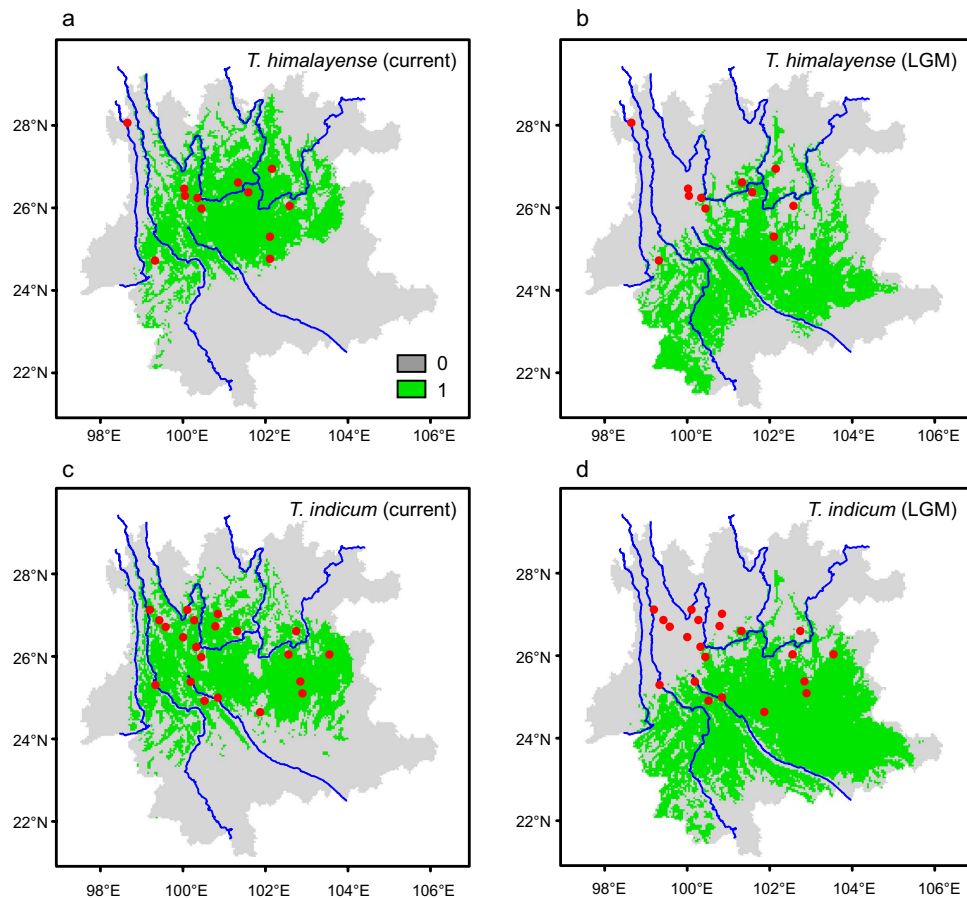 a
T. himalayense (current)
28°N
26°N
24°N
22°N
0
1
98°E 100°E 102°E 104°E 106°E
b
T. himalayense (LGM)
28°N
26°N
24°N
22°N
98°E 100°E 102°E 104°E 106°E
c
T. indicum (current)
28°N
26°N
24°N
22°N
98°E 100°E 102°E 104°E 106°E
d
T. indicum (LGM)
28°N
26°N
24°N
22°N
98°E 100°E 102°E 104°E 106°E